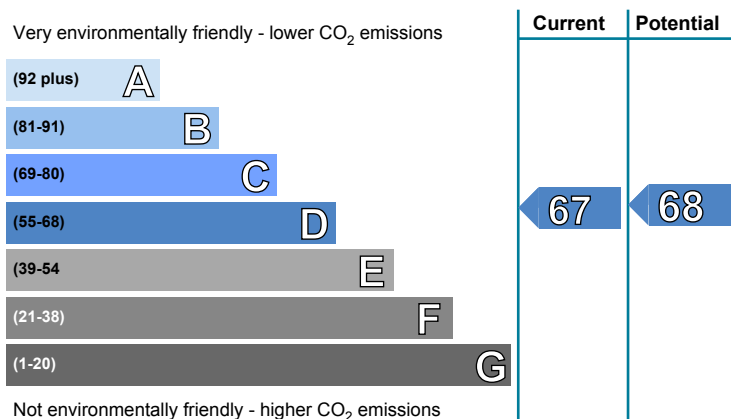 Very environmentally friendly - lower CO2 emissions
Current Potential
(92 plus) A
(81-91) B
(69-80) C
(55-68) D
67 68
(39-54 E
(21-38) F
(1-20) G
Not environmentally friendly - higher CO2 emissions